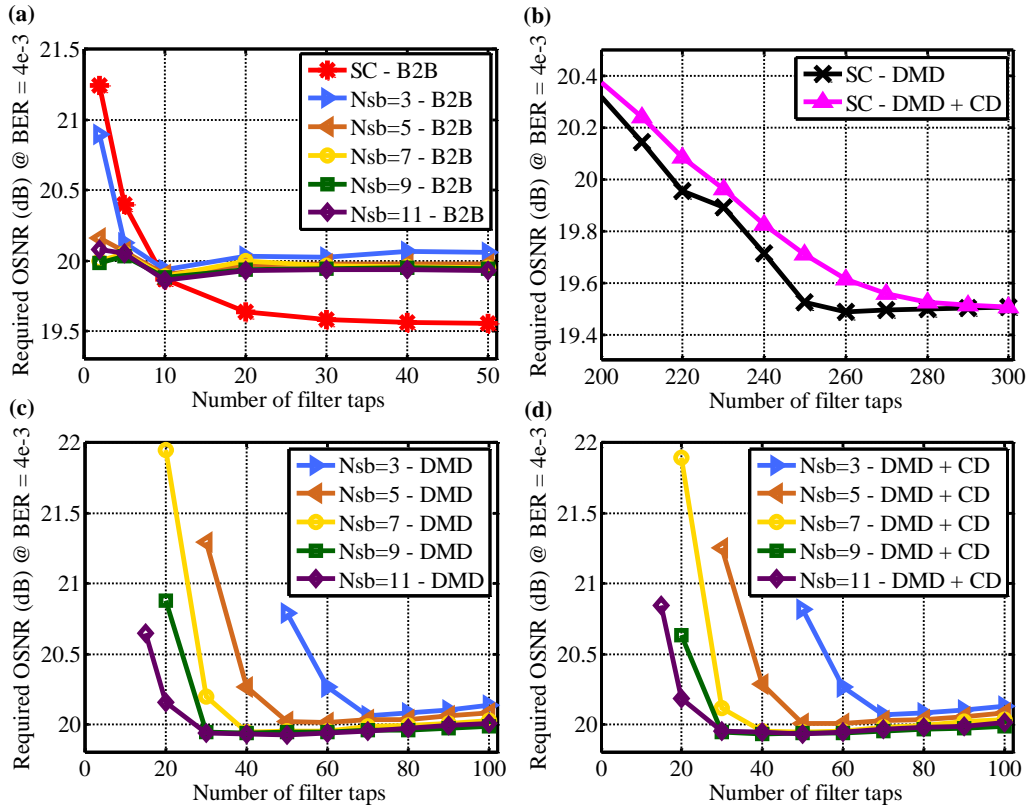 (a)
Required OSNR (dB) @ BER = 4e-3
21.5
21
20.5
20
19.5
0 10 20 30 40 50
Number of filter taps
SC - B2B
Nsb=3 - B2B
Nsb=5 - B2B
Nsb=7 - B2B
Nsb=9 - B2B
Nsb=11 - B2B
(b)
Required OSNR (dB) @ BER = 4e-3
20.4
20.2
20
19.8
19.6
19.4
200 220 240 260 280 300
Number of filter taps
SC - DMD
SC - DMD + CD
(c)
Required OSNR (dB) @ BER = 4e-3
22
21.5
21
20.5
20
0 20 40 60 80 100
Number of filter taps
Nsb=3 - DMD
Nsb=5 - DMD
Nsb=7 - DMD
Nsb=9 - DMD
Nsb=11 - DMD
(d)
Required OSNR (dB) @ BER = 4e-3
22
21.5
21
20.5
20
0 20 40 60 80 100
Number of filter taps
Nsb=3 - DMD + CD
Nsb=5 - DMD + CD
Nsb=7 - DMD + CD
Nsb=9 - DMD + CD
Nsb=11 - DMD + CD